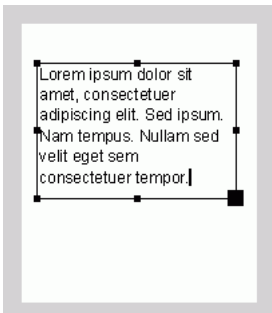 Lorem ipsum dolor sit
amet, consectetuer
adipiscing elit. Sed ipsum.
Nam tempus. Nullam sed
velit eget sem
consectetuer tempor.